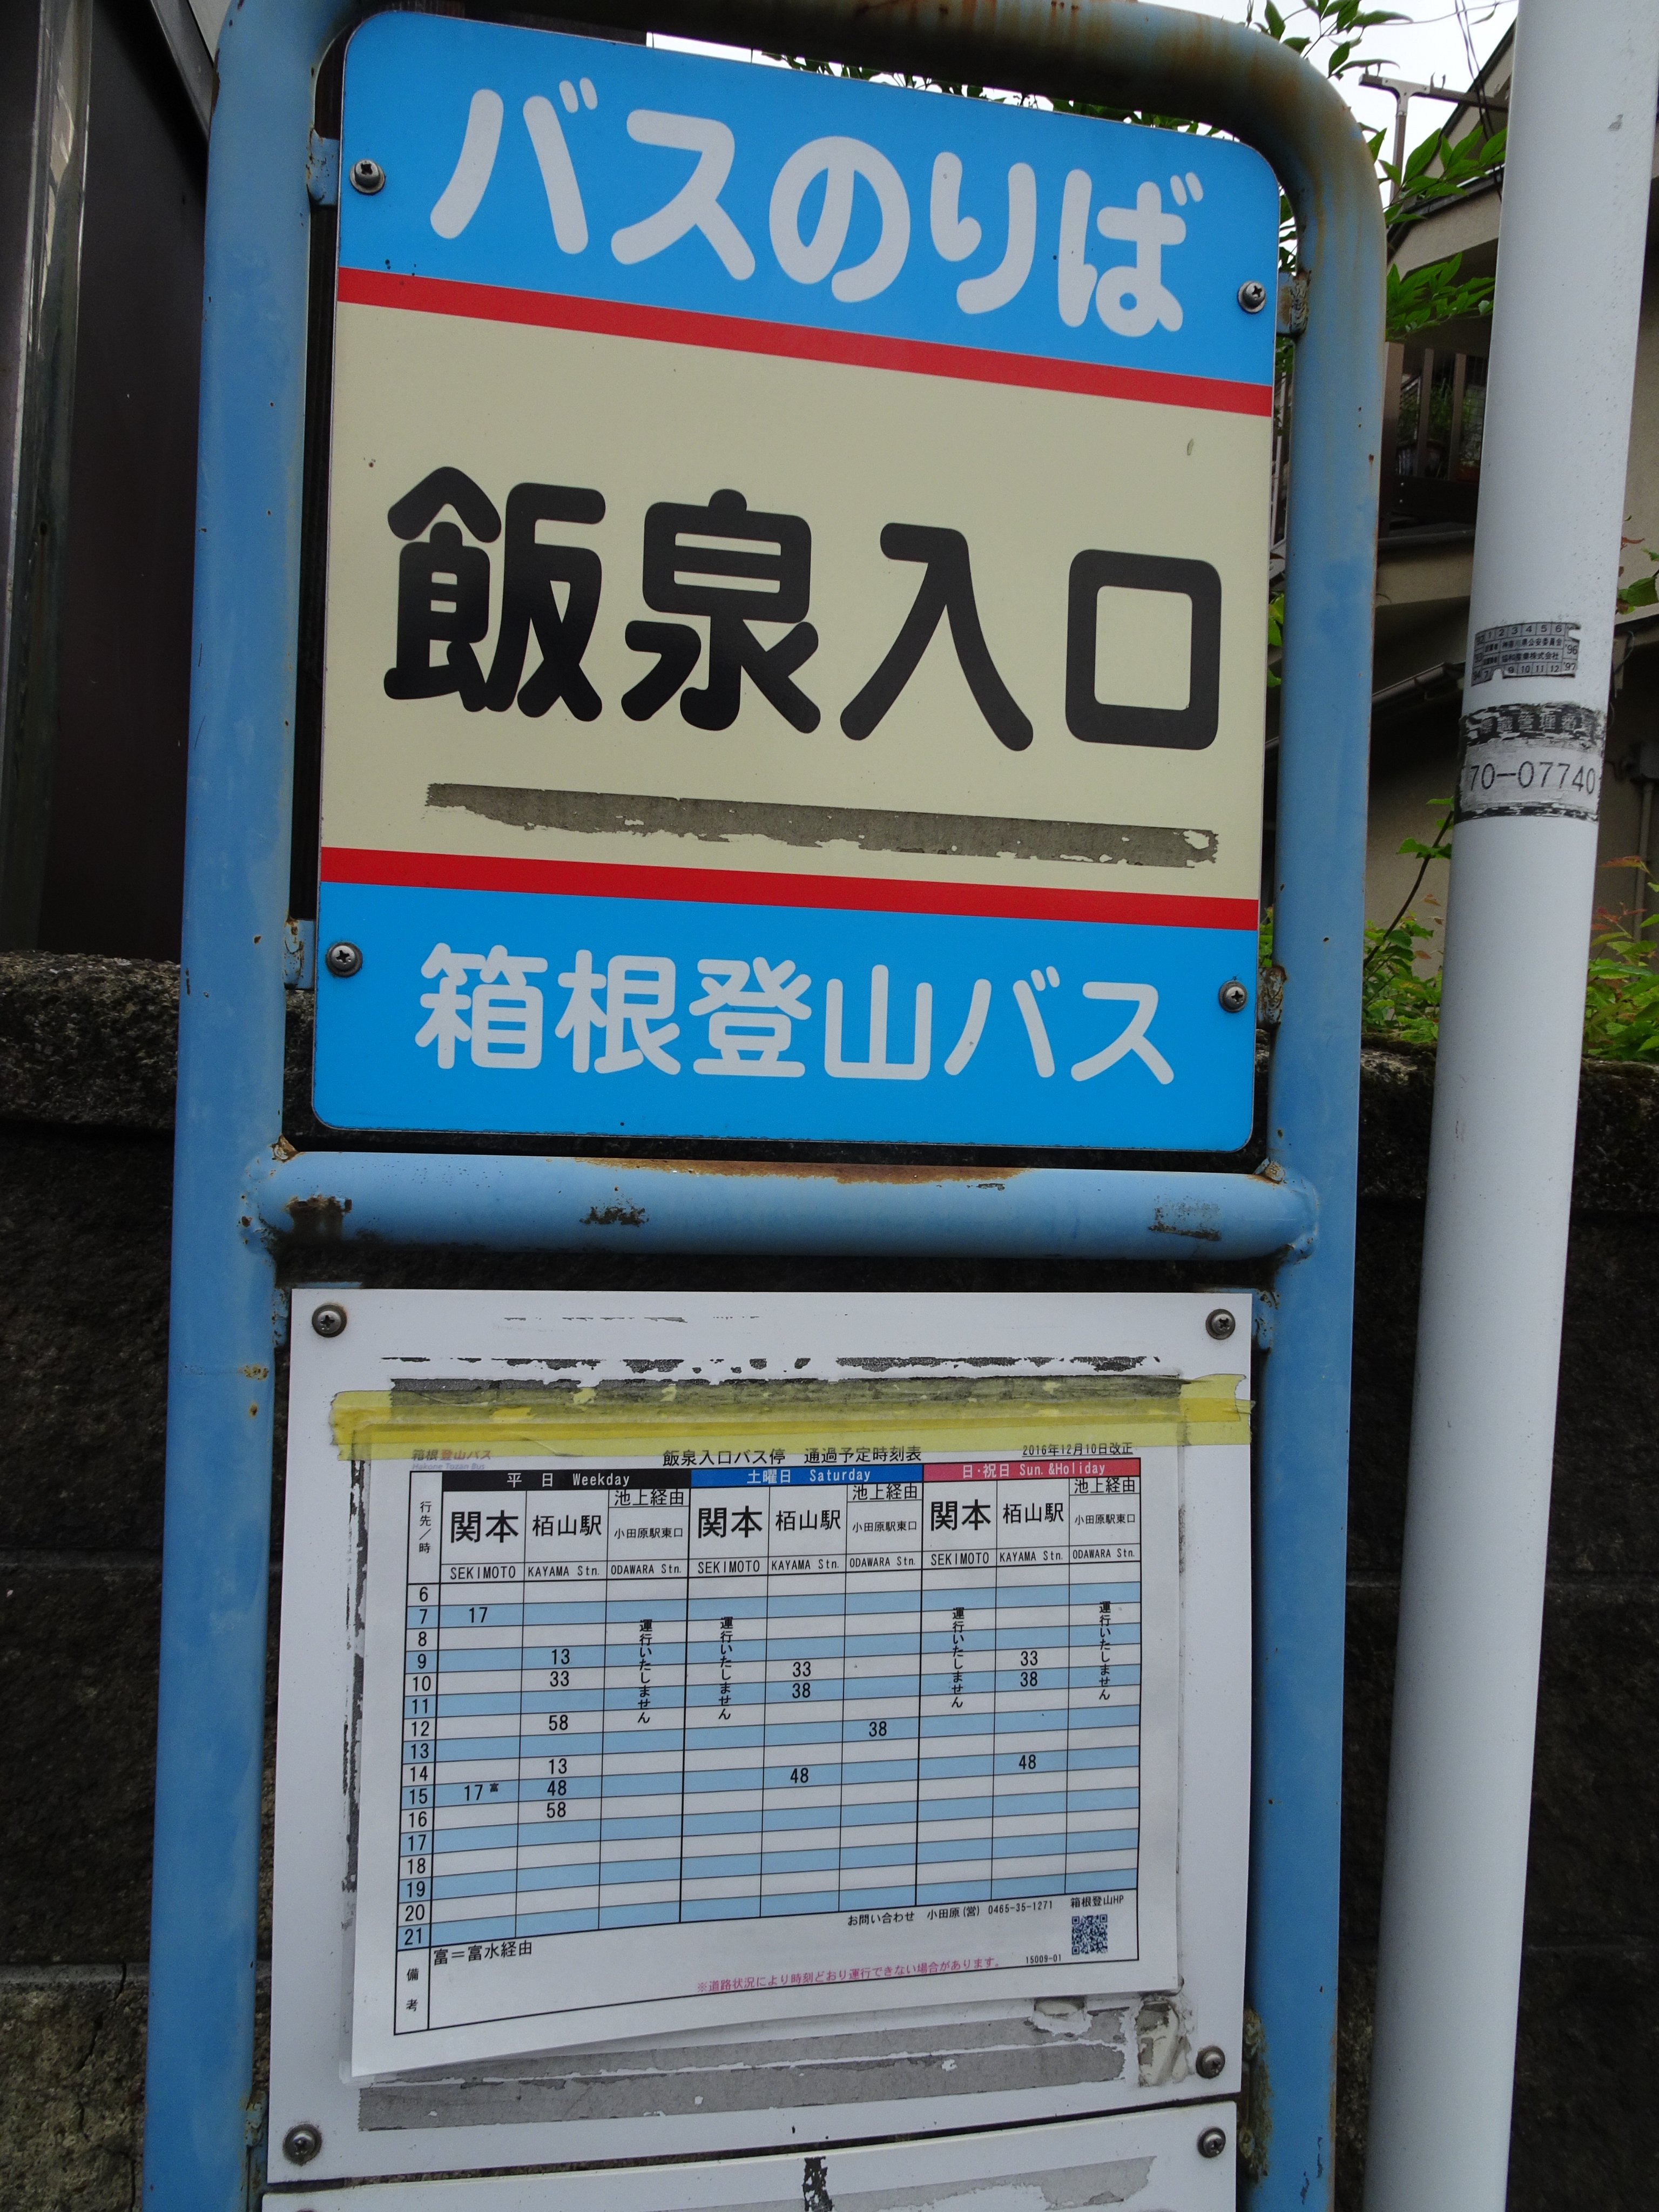 バスのりば
飯泉入口
箱根登山バス
箱根登山バス
Hakone Tozan Bus
飯泉入口バス停 通過予定時刻表
2016年12月10日改正
行先/時
平 日 Weekday
土曜日 Saturday
日・祝日 Sun.&Holiday
関本 栢山駅 池上経由 小田原駅東口
関本 栢山駅 池上経由 小田原駅東口
関本 栢山駅 池上経由 小田原駅東口
SEKIMOTO KAYAMA Stn. ODAWARA Stn. SEKIMOTO KAYAMA Stn. ODAWARA Stn. SEKIMOTO KAYAMA Stn. ODAWARA Stn.
運行いたしません
運行いたしません
運行いたしません
運行いたしません
6
7 17
8
9 13 33 33
10 33 38 38
11
12 58 38
13
14 13 48 48
15 17富 48
16 58
17
18
19
20
21
備考
富=富水経由
お問い合わせ 小田原(営) 0465-35-1271
箱根登山HP
※道路状況により時刻どおり運行できない場合があります。
15009-01
70-07740